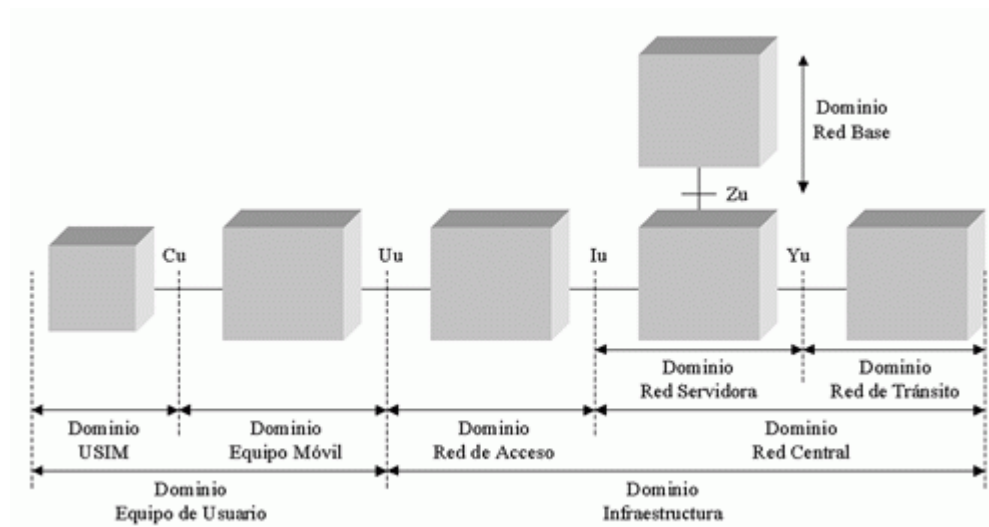 Dominio
Red Base
Zu
Cu
Uu
Iu
Yu
Dominio
Red Servidora
Dominio
Red de Tránsito
Dominio
USIM
Dominio
Equipo Móvil
Dominio
Red de Acceso
Dominio
Red Central
Dominio
Equipo de Usuario
Dominio
Infraestructura